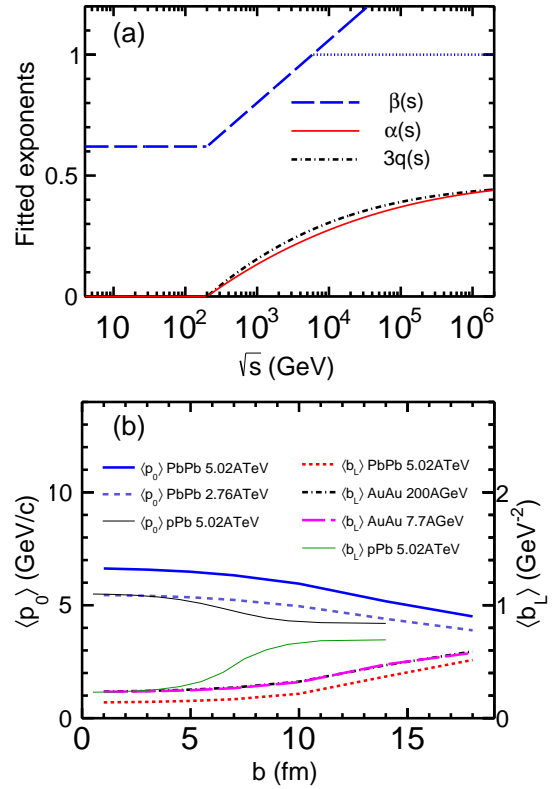 (a)
1
0.5
0
Fitted exponents
β(s)
α(s)
3q(s)
10 10² 10³ 10⁴ 10⁵ 10⁶
√s (GeV)
(b)
⟨p₀⟩ PbPb 5.02ATeV
⟨p₀⟩ PbPb 2.76ATeV
⟨p₀⟩ pPb 5.02ATeV
⟨b_L⟩ PbPb 5.02ATeV
⟨b_L⟩ AuAu 200AGeV
⟨b_L⟩ AuAu 7.7AGeV
⟨b_L⟩ pPb 5.02ATeV
10
5
0
⟨p₀⟩ (GeV/c)
2
1
0
⟨b_L⟩ (GeV⁻²)
0 5 10 15
b (fm)